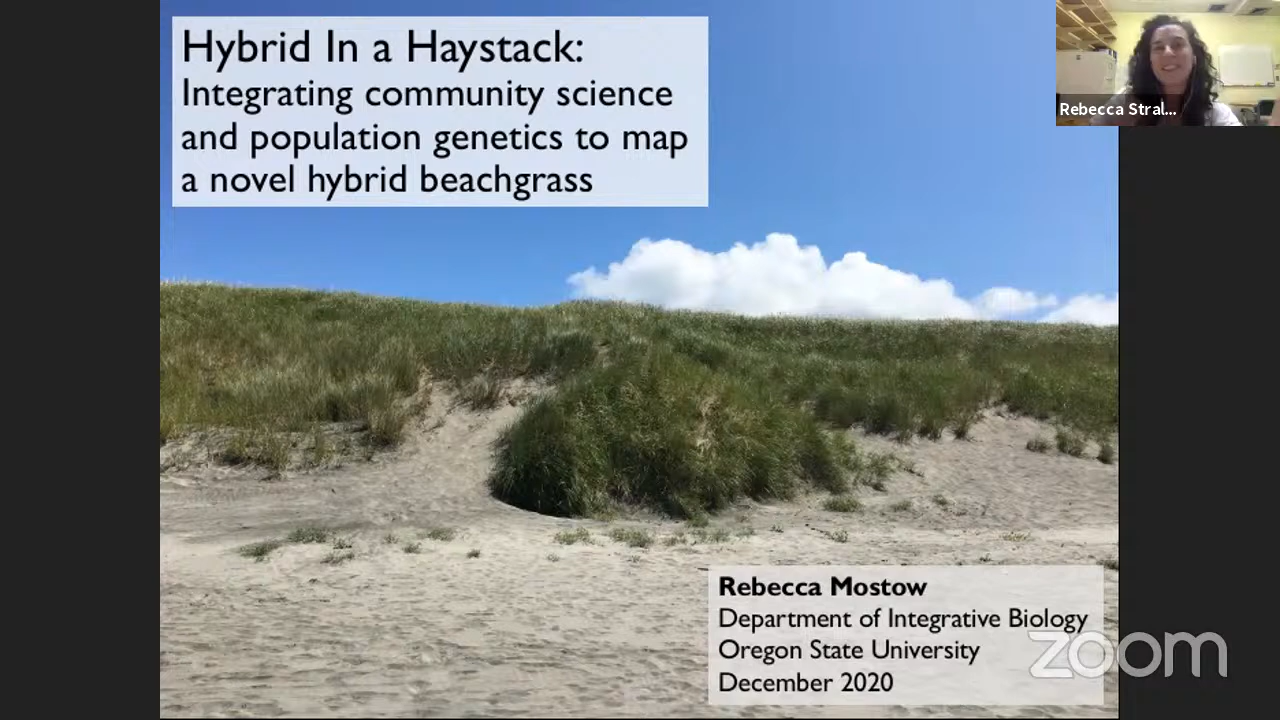 Hybrid In a Haystack:
Integrating community science
and population genetics to map
a novel hybrid beachgrass
Rebecca Stral...
Rebecca Mostow
Department of Integrative Biology
Oregon State University
December 2020
zoom